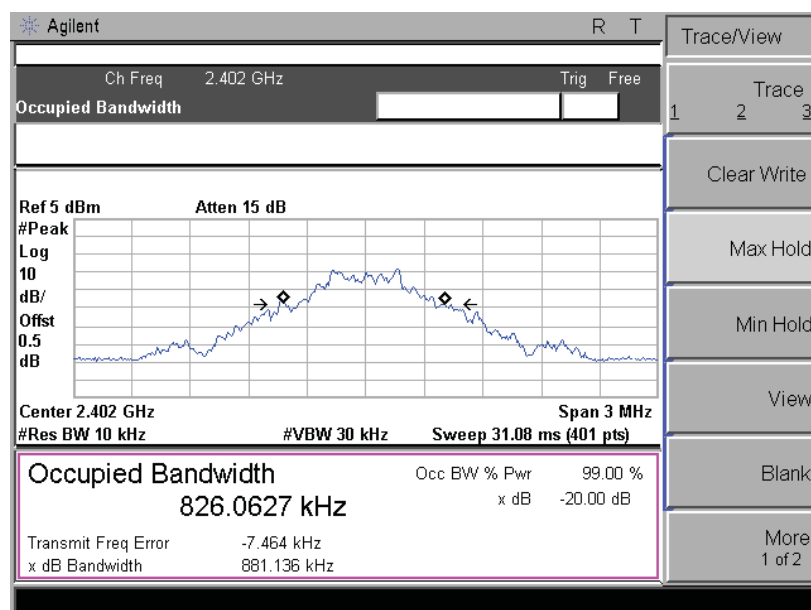 Agilent R T
Trace/View
Ch Freq 2.402 GHz Trig Free
Occupied Bandwidth
Trace
1 2 3
Clear Write
Ref 5 dBm Atten 15 dB
#Peak
Log
10
dB/
Offst
0.5
dB
Max Hold
Min Hold
View
Center 2.402 GHz Span 3 MHz
#Res BW 10 kHz #VBW 30 kHz Sweep 31.08 ms (401 pts)
Occupied Bandwidth Occ BW % Pwr 99.00 %
826.0627 kHz x dB -20.00 dB
Blank
Transmit Freq Error -7.464 kHz
x dB Bandwidth 881.136 kHz
More
1 of 2